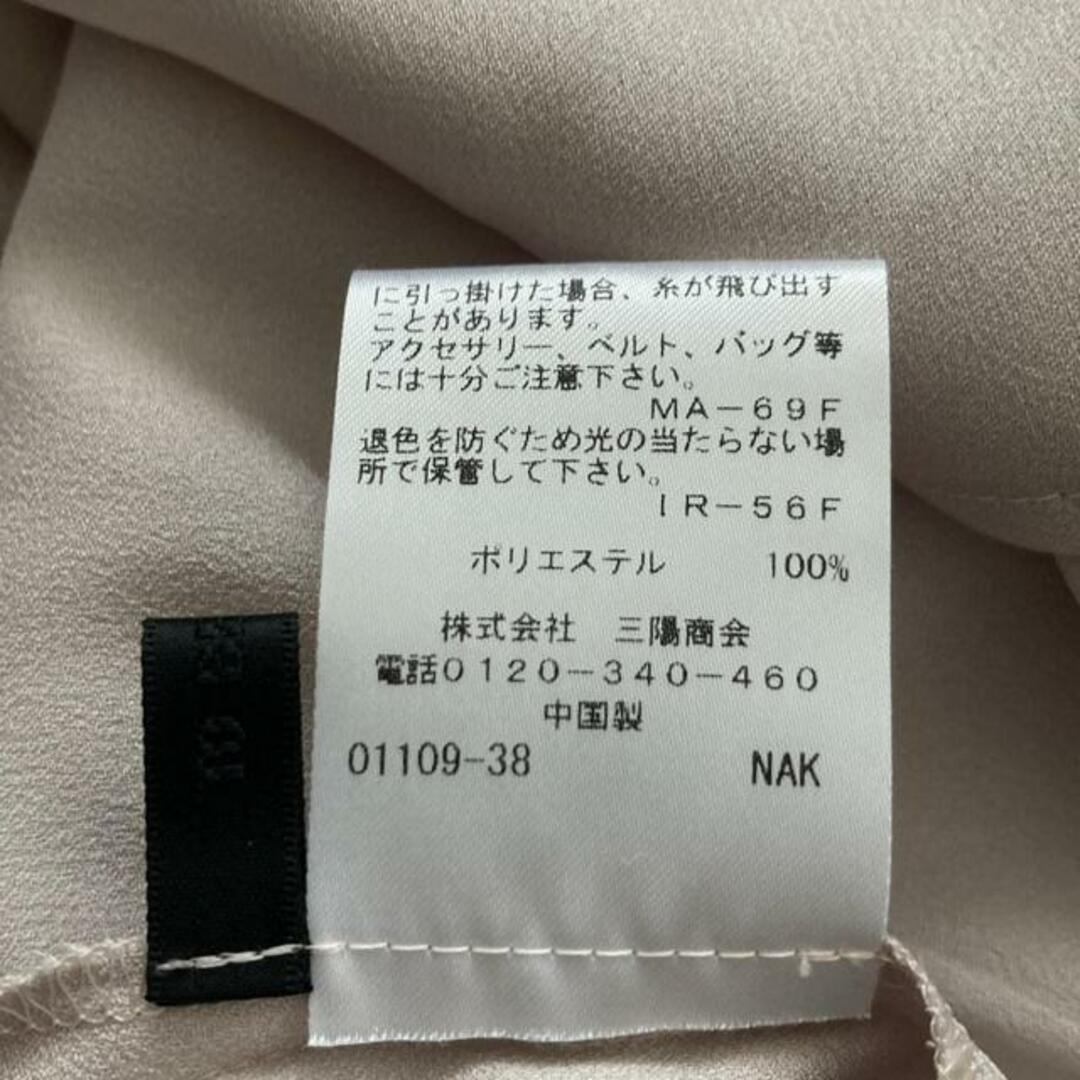 に引っ掛けた場合、糸が飛び出す
ことがあります。
アクセサリー、ベルト、バッグ等
には十分ご注意下さい。
MA-69F
退色を防ぐため光の当たらない場
所で保管して下さい。
IR-56F
ポリエステル 100%
株式会社 三陽商会
電話0120-340-460
中国製
01109-38 NAK